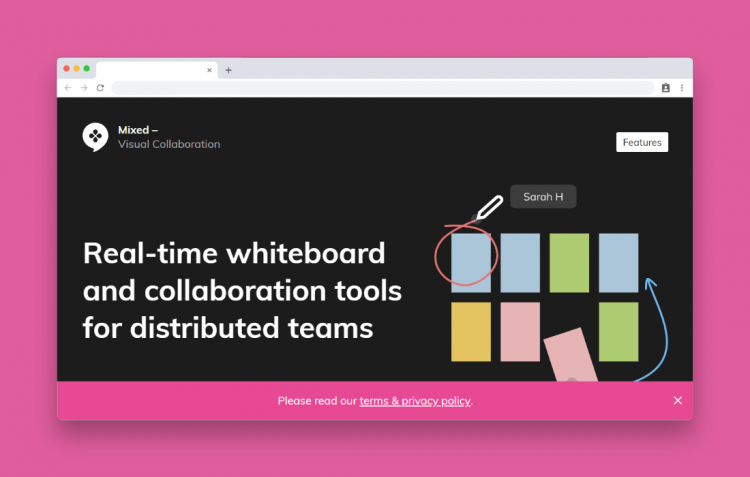 Mixed –
Visual Collaboration
Features
Sarah H
Real-time whiteboard
and collaboration tools
for distributed teams
Please read our terms & privacy policy.